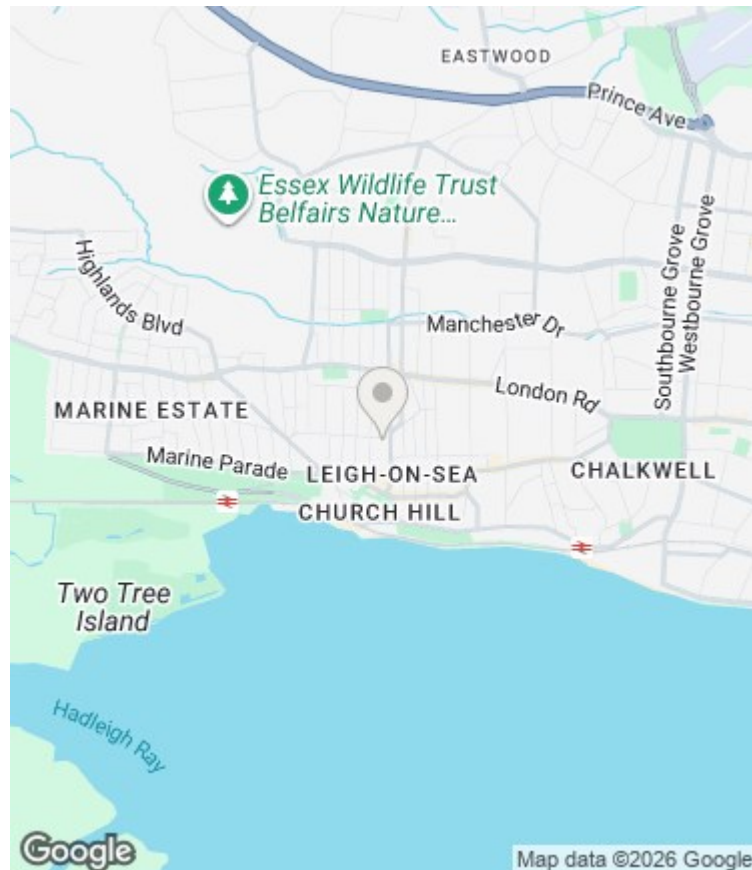 EASTWOOD
Prince Ave
Essex Wildlife Trust
Belfairs Nature...
Southbourne Grove
Westbourne Grove
Highlands Blvd
Manchester Dr
London Rd
MARINE ESTATE
Marine Parade
LEIGH-ON-SEA
CHALKWELL
CHURCH HILL
Two Tree
Island
Hadleigh Ray
Google
Map data ©2026 Google